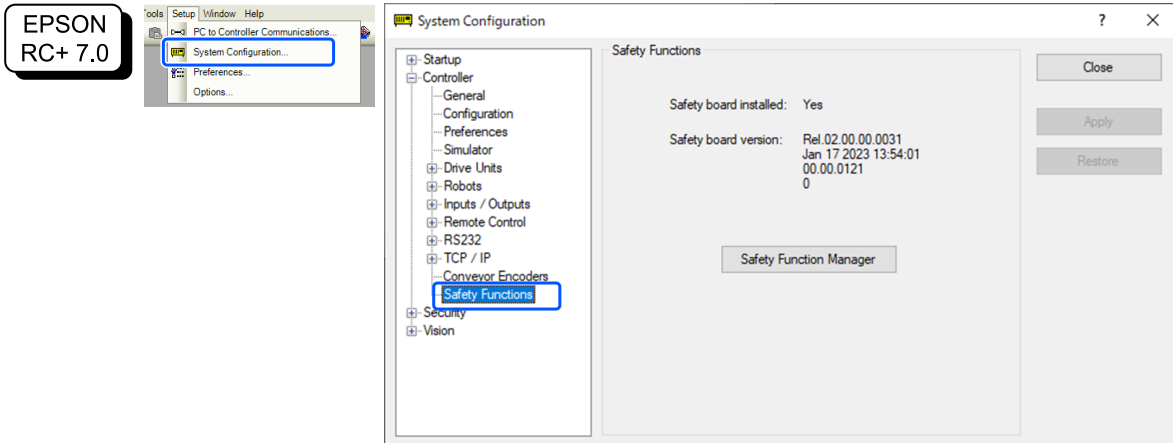 EPSON
RC+ 7.0
ools Setup Window Help
PC to Controller Communications...
System Configuration...
Preferences...
Options...
System Configuration
?
Startup
Controller
General
Configuration
Preferences
Simulator
Drive Units
Robots
Inputs / Outputs
Remote Control
RS232
TCP / IP
Conveyor Encoders
Safety Functions
Security
Vision
Safety Functions
Safety board installed: Yes
Safety board version: Rel.02.00.00.0031
Jan 17 2023 13:54:01
00.00.0121
0
Safety Function Manager
Close
Apply
Restore